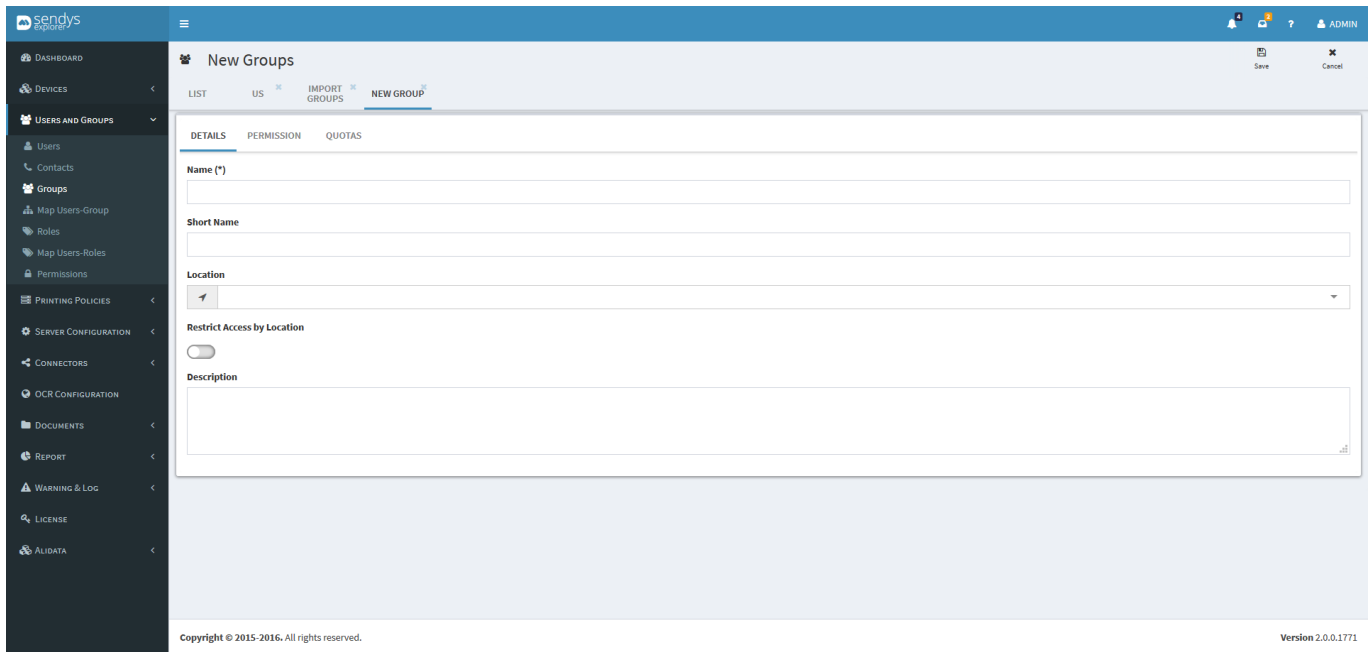 sendys
explorer
4
2
?
ADMIN
DASHBOARD
DEVICES
USERS AND GROUPS
Users
Contacts
Groups
Map Users-Group
Roles
Map Users-Roles
Permissions
PRINTING POLICIES
SERVER CONFIGURATION
CONNECTORS
OCR CONFIGURATION
DOCUMENTS
REPORT
WARNING & LOG
LICENSE
ALIDATA
New Groups
Save
Cancel
LIST
US
IMPORT
GROUPS
NEW GROUP
DETAILS
PERMISSION
QUOTAS
Name (*)
Short Name
Location
Restrict Access by Location
Description
Copyright © 2015-2016. All rights reserved.
Version 2.0.0.1771